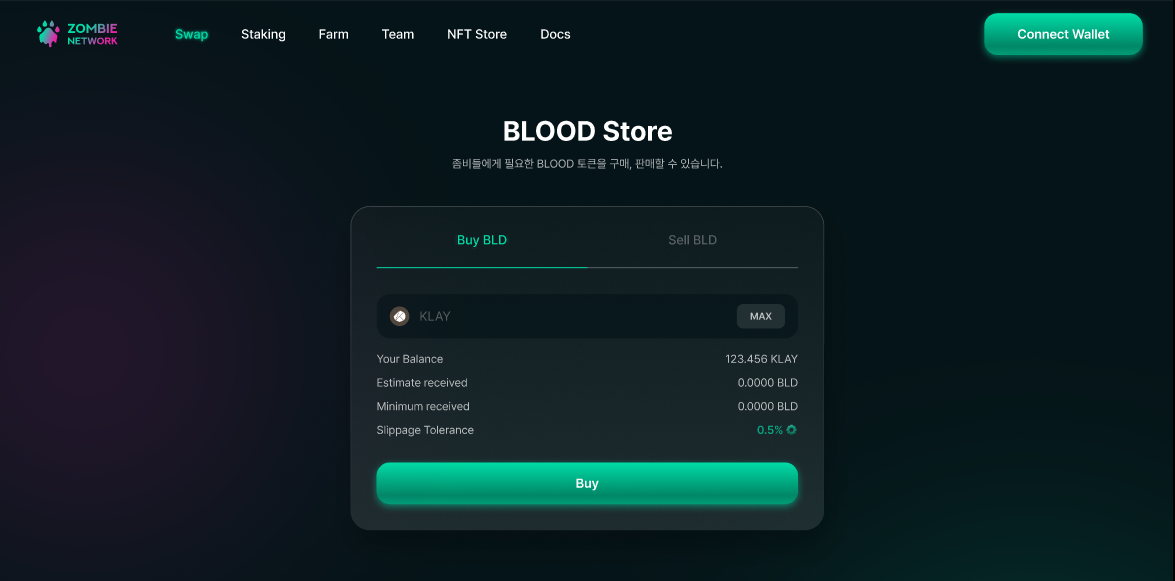 ZOMBIE
NETWORK
Swap
Staking
Farm
Team
NFT Store
Docs
Connect Wallet
BLOOD Store
좀비들에게 필요한 BLOOD 토큰을 구매, 판매할 수 있습니다.
Buy BLD
Sell BLD
KLAY
MAX
Your Balance 123.456 KLAY
Estimate received 0.0000 BLD
Minimum received 0.0000 BLD
Slippage Tolerance 0.5%
Buy